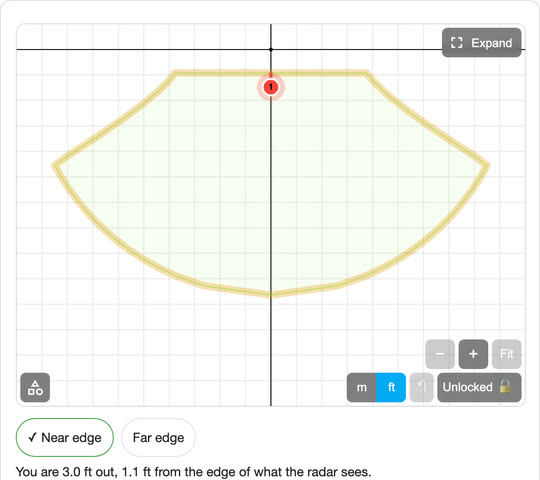 Expand
1
Fit
m ft Unlocked
✓ Near edge Far edge
You are 3.0 ft out, 1.1 ft from the edge of what the radar sees.